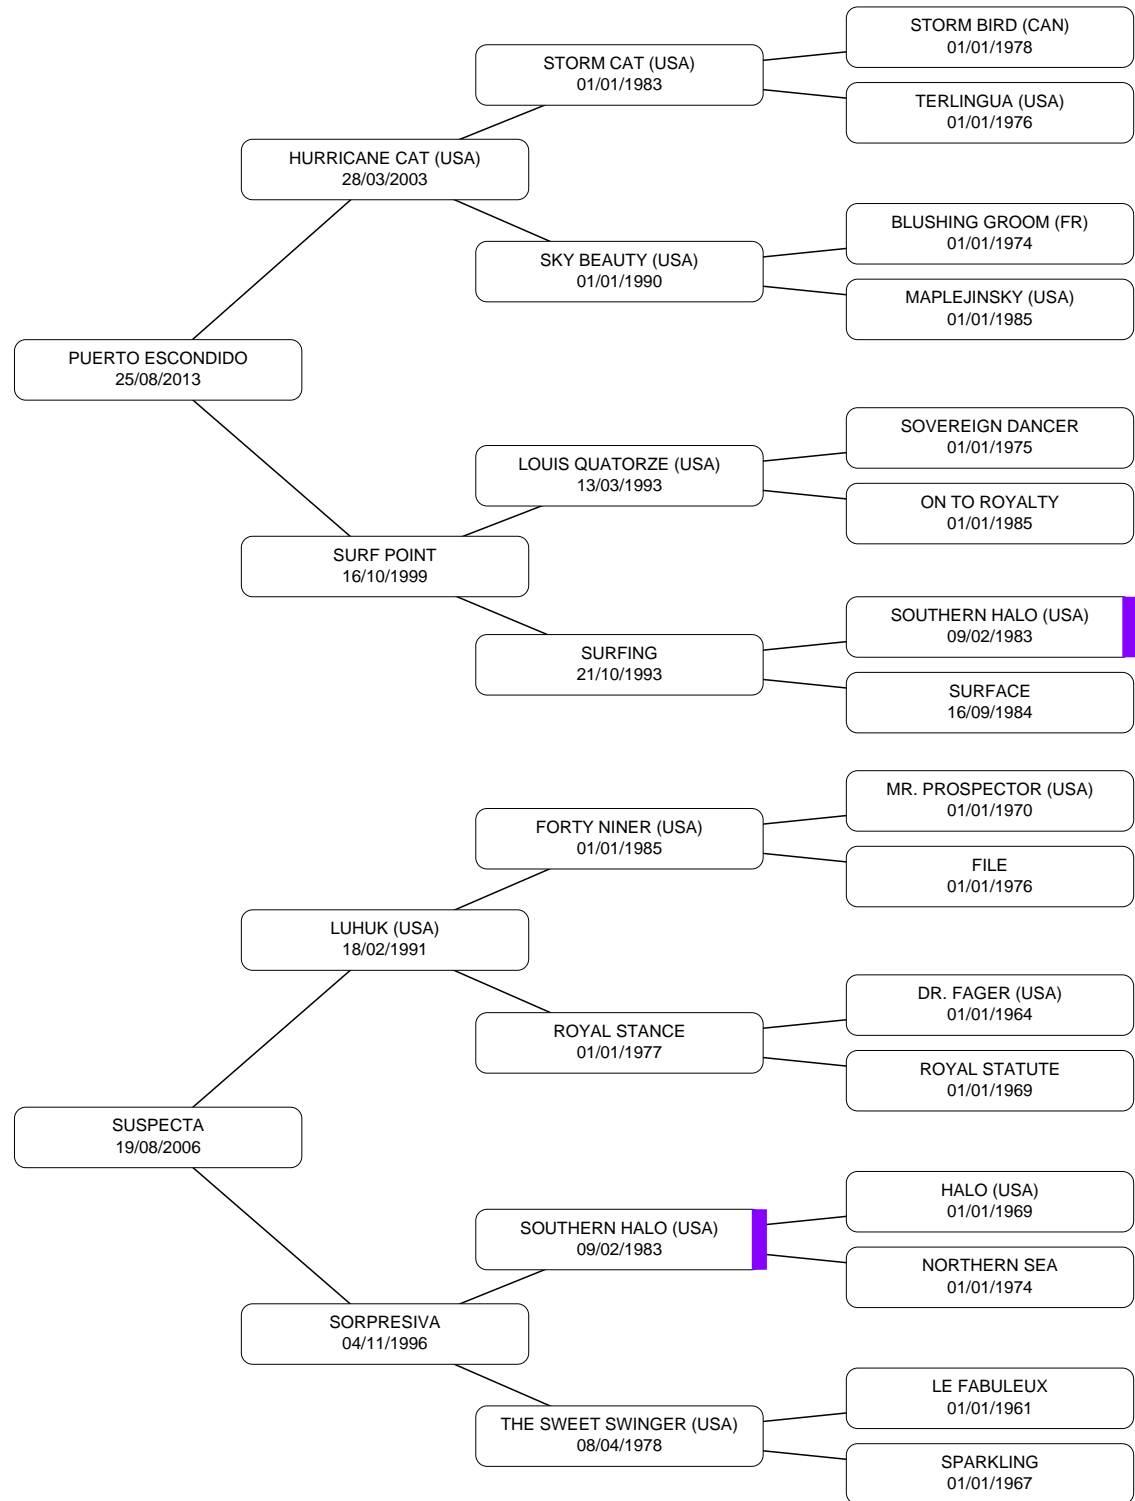 STORM BIRD (CAN)
01/01/1978
STORM CAT (USA)
01/01/1983
TERLINGUA (USA)
01/01/1976
HURRICANE CAT (USA)
28/03/2003
BLUSHING GROOM (FR)
01/01/1974
SKY BEAUTY (USA)
01/01/1990
MAPLEJINSKY (USA)
01/01/1985
PUERTO ESCONDIDO
25/08/2013
SOVEREIGN DANCER
01/01/1975
LOUIS QUATORZE (USA)
13/03/1993
ON TO ROYALTY
01/01/1985
SURF POINT
16/10/1999
SOUTHERN HALO (USA)
09/02/1983
SURFING
21/10/1993
SURFACE
16/09/1984
MR. PROSPECTOR (USA)
01/01/1970
FORTY NINER (USA)
01/01/1985
FILE
01/01/1976
LUHUK (USA)
18/02/1991
DR. FAGER (USA)
01/01/1964
ROYAL STANCE
01/01/1977
ROYAL STATUTE
01/01/1969
SUSPECTA
19/08/2006
HALO (USA)
01/01/1969
SOUTHERN HALO (USA)
09/02/1983
NORTHERN SEA
01/01/1974
SORPRESIVA
04/11/1996
LE FABULEUX
01/01/1961
THE SWEET SWINGER (USA)
08/04/1978
SPARKLING
01/01/1967